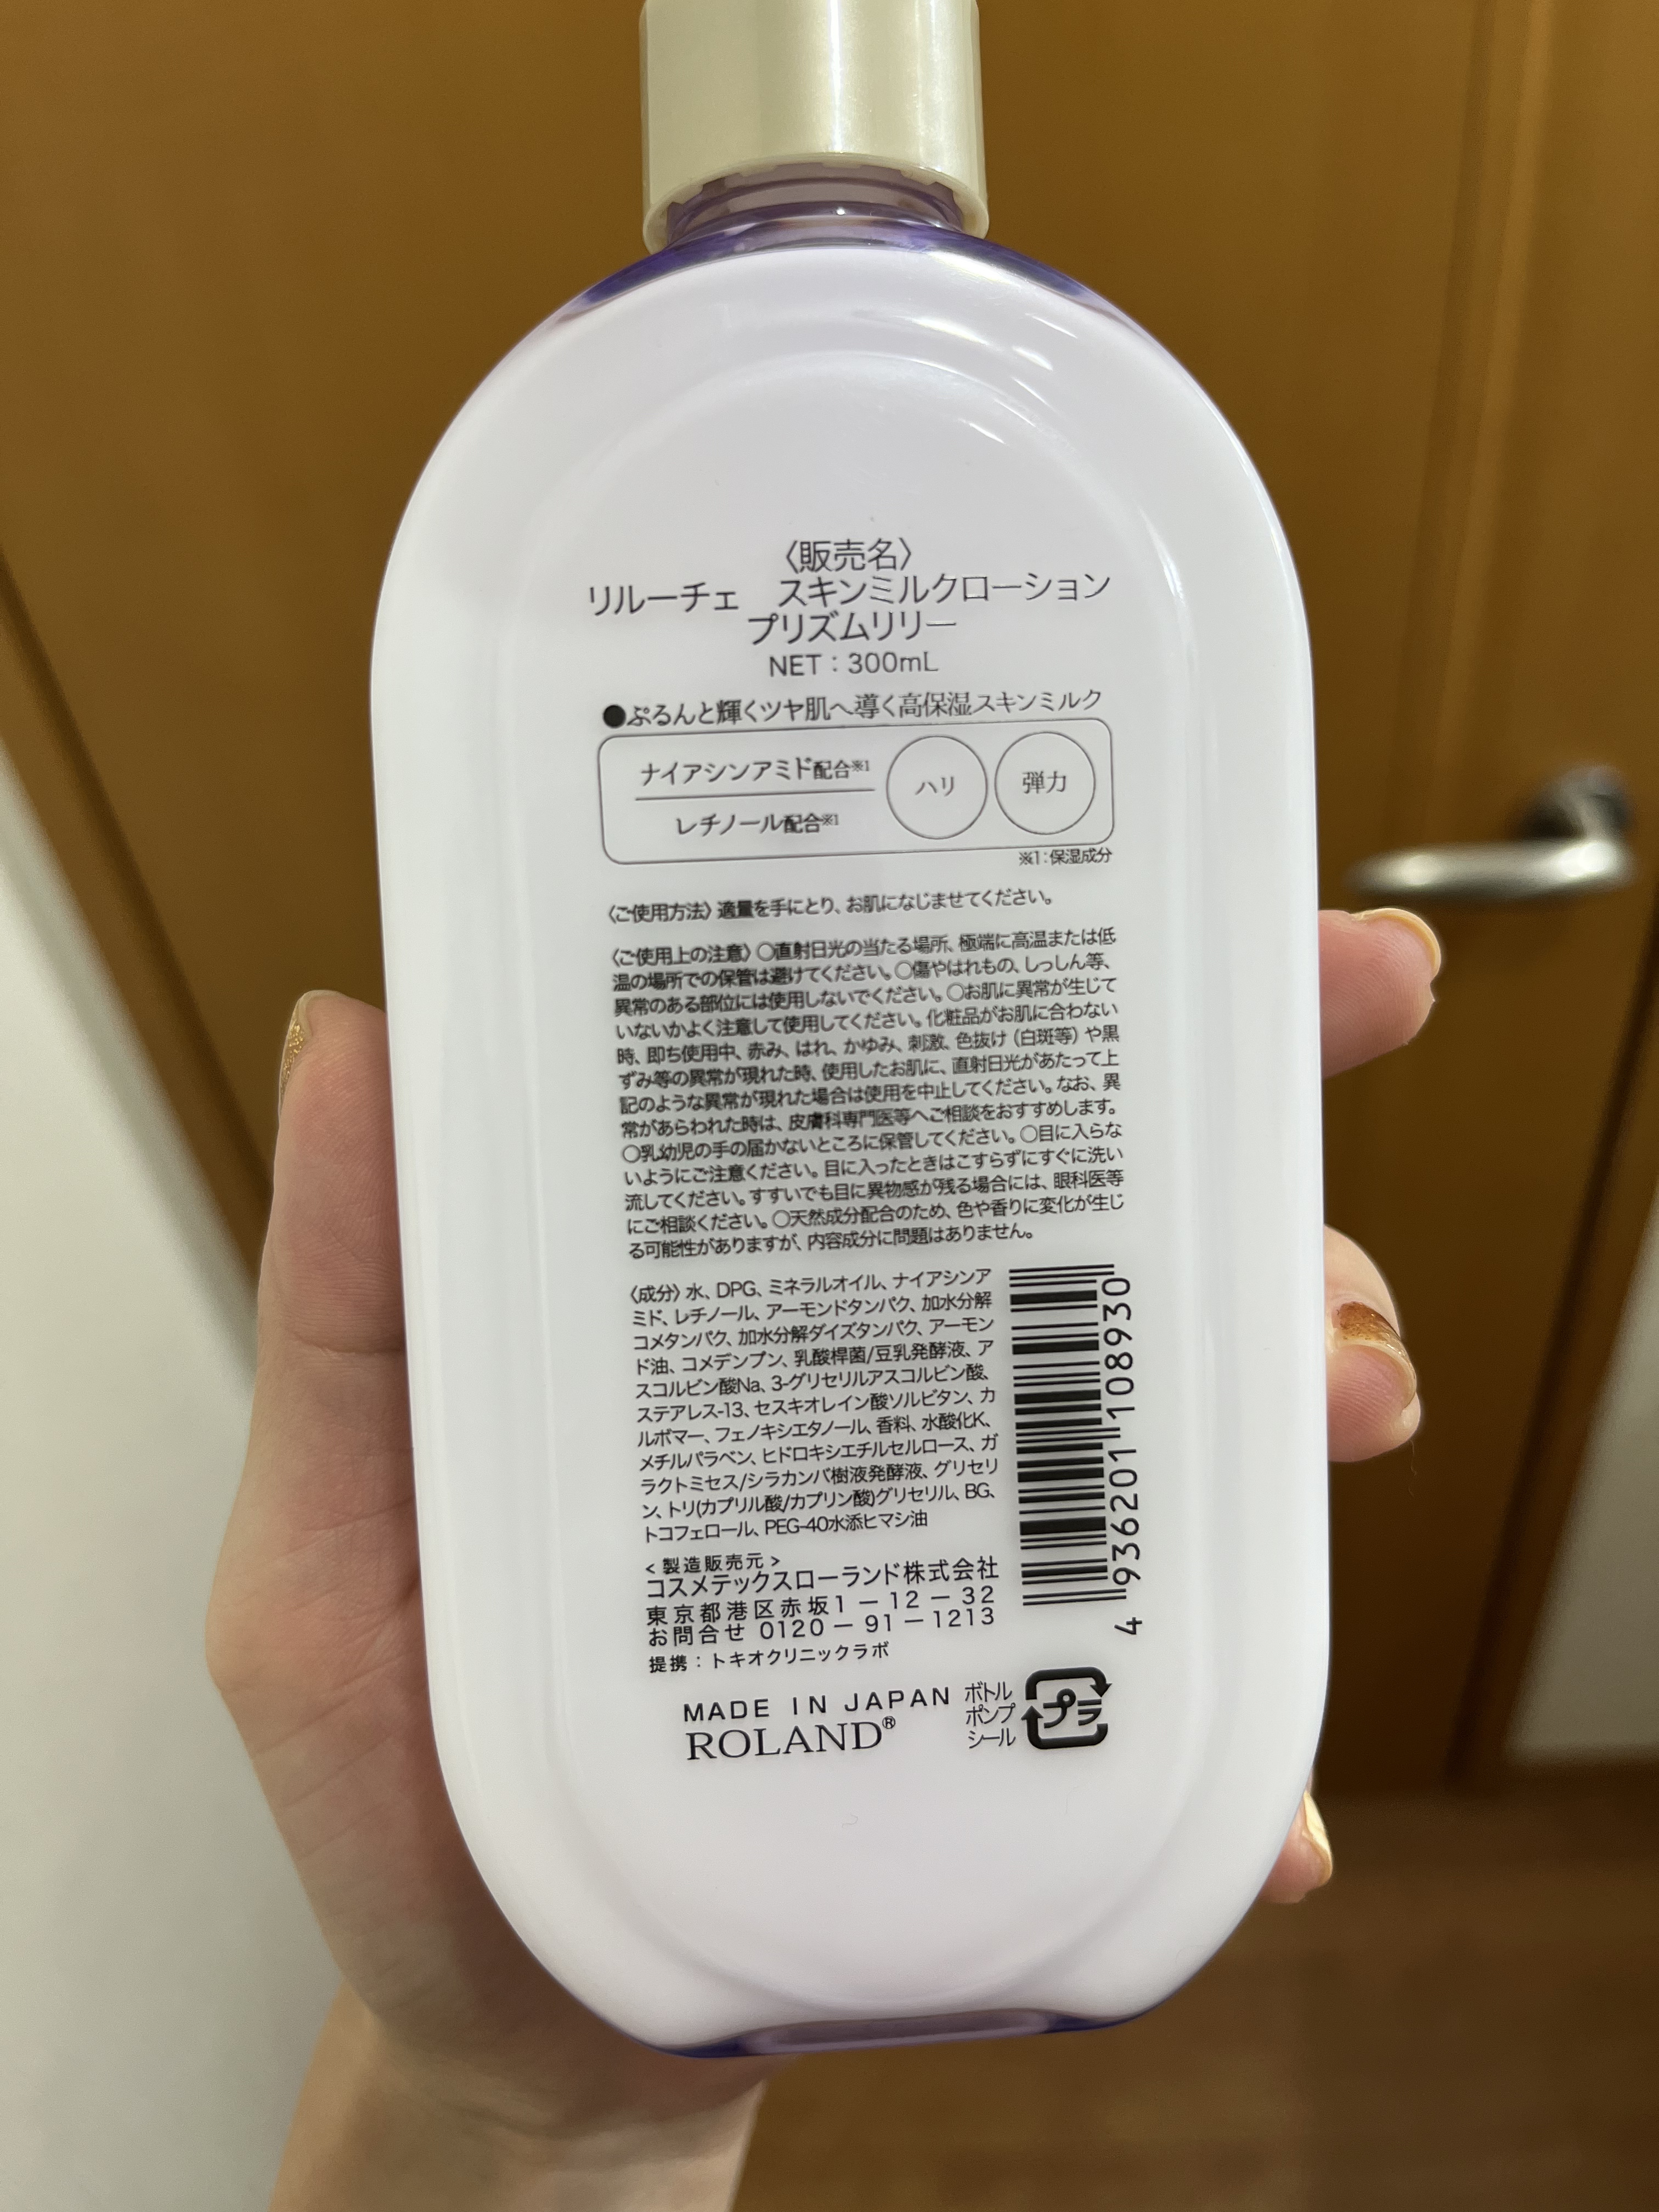 〈販売名〉
リルーチェ　スキンミルクローション
プリズムリリー
NET：300mL
●ぷるんと輝くツヤ肌へ導く高保湿スキンミルク
ナイアシンアミド配合※1
レチノール配合※1
ハリ
弾力
※1：保湿成分
〈ご使用方法〉適量を手にとり、お肌になじませてください。
〈ご使用上の注意〉○直射日光の当たる場所、極端に高温または低
温の場所での保管は避けてください。○傷やはれもの、しっしん等、
異常のある部位には使用しないでください。○お肌に異常が生じて
いないかよく注意して使用してください。化粧品がお肌に合わない
時、即ち使用中、赤み、はれ、かゆみ、刺激、色抜け（白斑等）や黒
ずみ等の異常が現れた時、使用したお肌に、直射日光があたって上
記のような異常が現れた場合は使用を中止してください。なお、異
常があらわれた時は、皮膚科専門医等へご相談をおすすめします。
○乳幼児の手の届かないところに保管してください。○目に入らな
いようにご注意ください。目に入ったときはこすらずにすぐに洗い
流してください。すすいでも目に異物感が残る場合には、眼科医等
にご相談ください。○天然成分配合のため、色や香りに変化が生じ
る可能性がありますが、内容成分に問題はありません。
〈成分〉水、DPG、ミネラルオイル、ナイアシンア
ミド、レチノール、アーモンドタンパク、加水分解
コメタンパク、加水分解ダイズタンパク、アーモン
ド油、コメデンプン、乳酸桿菌/豆乳発酵液、ア
スコルビン酸Na、3-グリセリルアスコルビン酸、
ステアレス-13、セスキオレイン酸ソルビタン、カ
ルボマー、フェノキシエタノール、香料、水酸化K、
メチルパラベン、ヒドロキシエチルセルロース、ガ
ラクトミセス/シラカンバ樹液発酵液、グリセリ
ン、トリ(カプリル酸/カプリン酸)グリセリル、BG、
トコフェロール、PEG-40水添ヒマシ油
4 936201 108930
＜製造販売元＞
コスメテックスローランド株式会社
東京都港区赤坂1－12－32
お問合せ 0120－91－1213
提携：トキオクリニックラボ
MADE IN JAPAN
ROLAND®
ボトル
ポンプ
シール
プラ